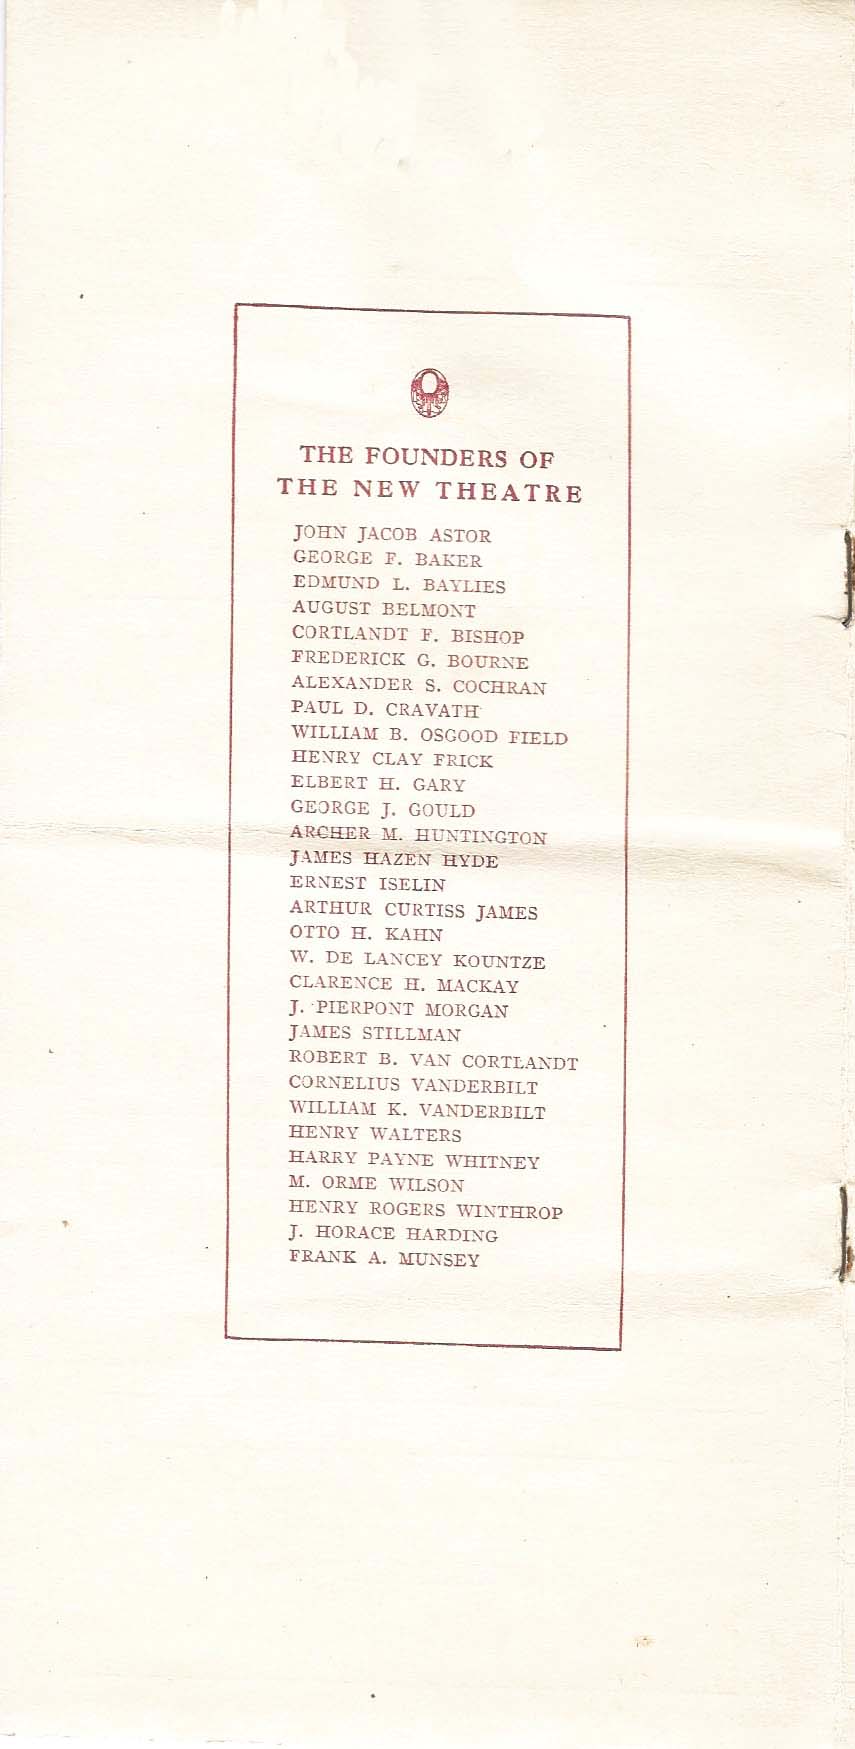 THE FOUNDERS OF
THE NEW THEATRE
JOHN JACOB ASTOR
GEORGE F. BAKER
EDMUND L. BAYLIES
AUGUST BELMONT
CORTLANDT F. BISHOP
FREDERICK G. BOURNE
ALEXANDER S. COCHRAN
PAUL D. CRAVATH
WILLIAM B. OSGOOD FIELD
HENRY CLAY FRICK
ELBERT H. GARY
GEORGE J. GOULD
ARCHER M. HUNTINGTON
JAMES HAZEN HYDE
ERNEST ISELIN
ARTHUR CURTISS JAMES
OTTO H. KAHN
W. DE LANCEY KOUNTZE
CLARENCE H. MACKAY
J. PIERPONT MORGAN
JAMES STILLMAN
ROBERT B. VAN CORTLANDT
CORNELIUS VANDERBILT
WILLIAM K. VANDERBILT
HENRY WALTERS
HARRY PAYNE WHITNEY
M. ORME WILSON
HENRY ROGERS WINTHROP
J. HORACE HARDING
FRANK A. MUNSEY